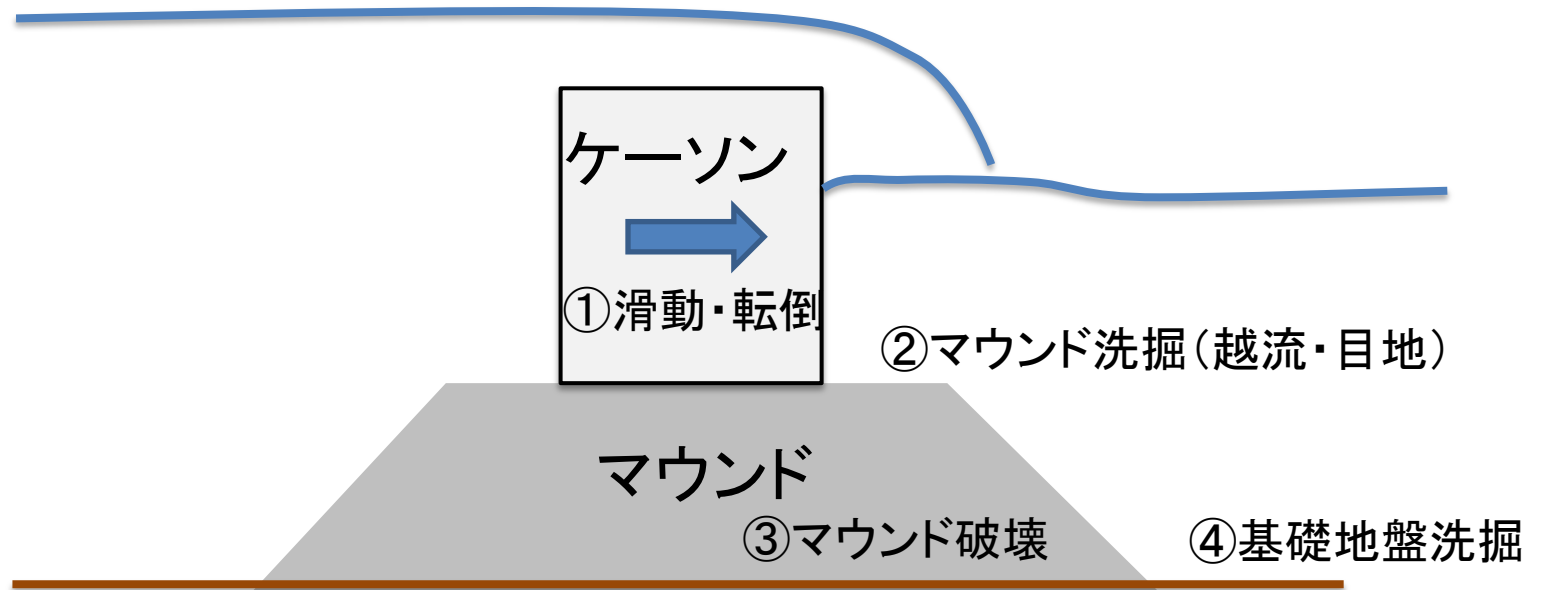 ケーソン
①滑動・転倒
②マウンド洗掘（越流・目地）
マウンド
③マウンド破壊
④基礎地盤洗掘